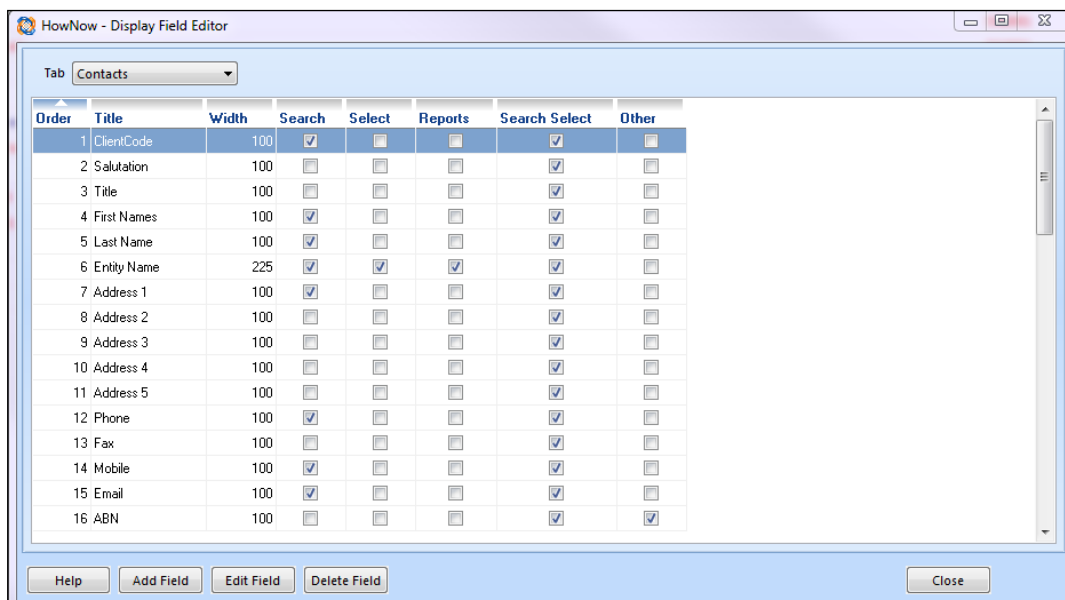 HowNow - Display Field Editor
Tab Contacts
Order Title Width Search Select Reports Search Select Other
1 ClientCode 100
2 Salutation 100
3 Title 100
4 First Names 100
5 Last Name 100
6 Entity Name 225
7 Address 1 100
8 Address 2 100
9 Address 3 100
10 Address 4 100
11 Address 5 100
12 Phone 100
13 Fax 100
14 Mobile 100
15 Email 100
16 ABN 100
Help Add Field Edit Field Delete Field Close